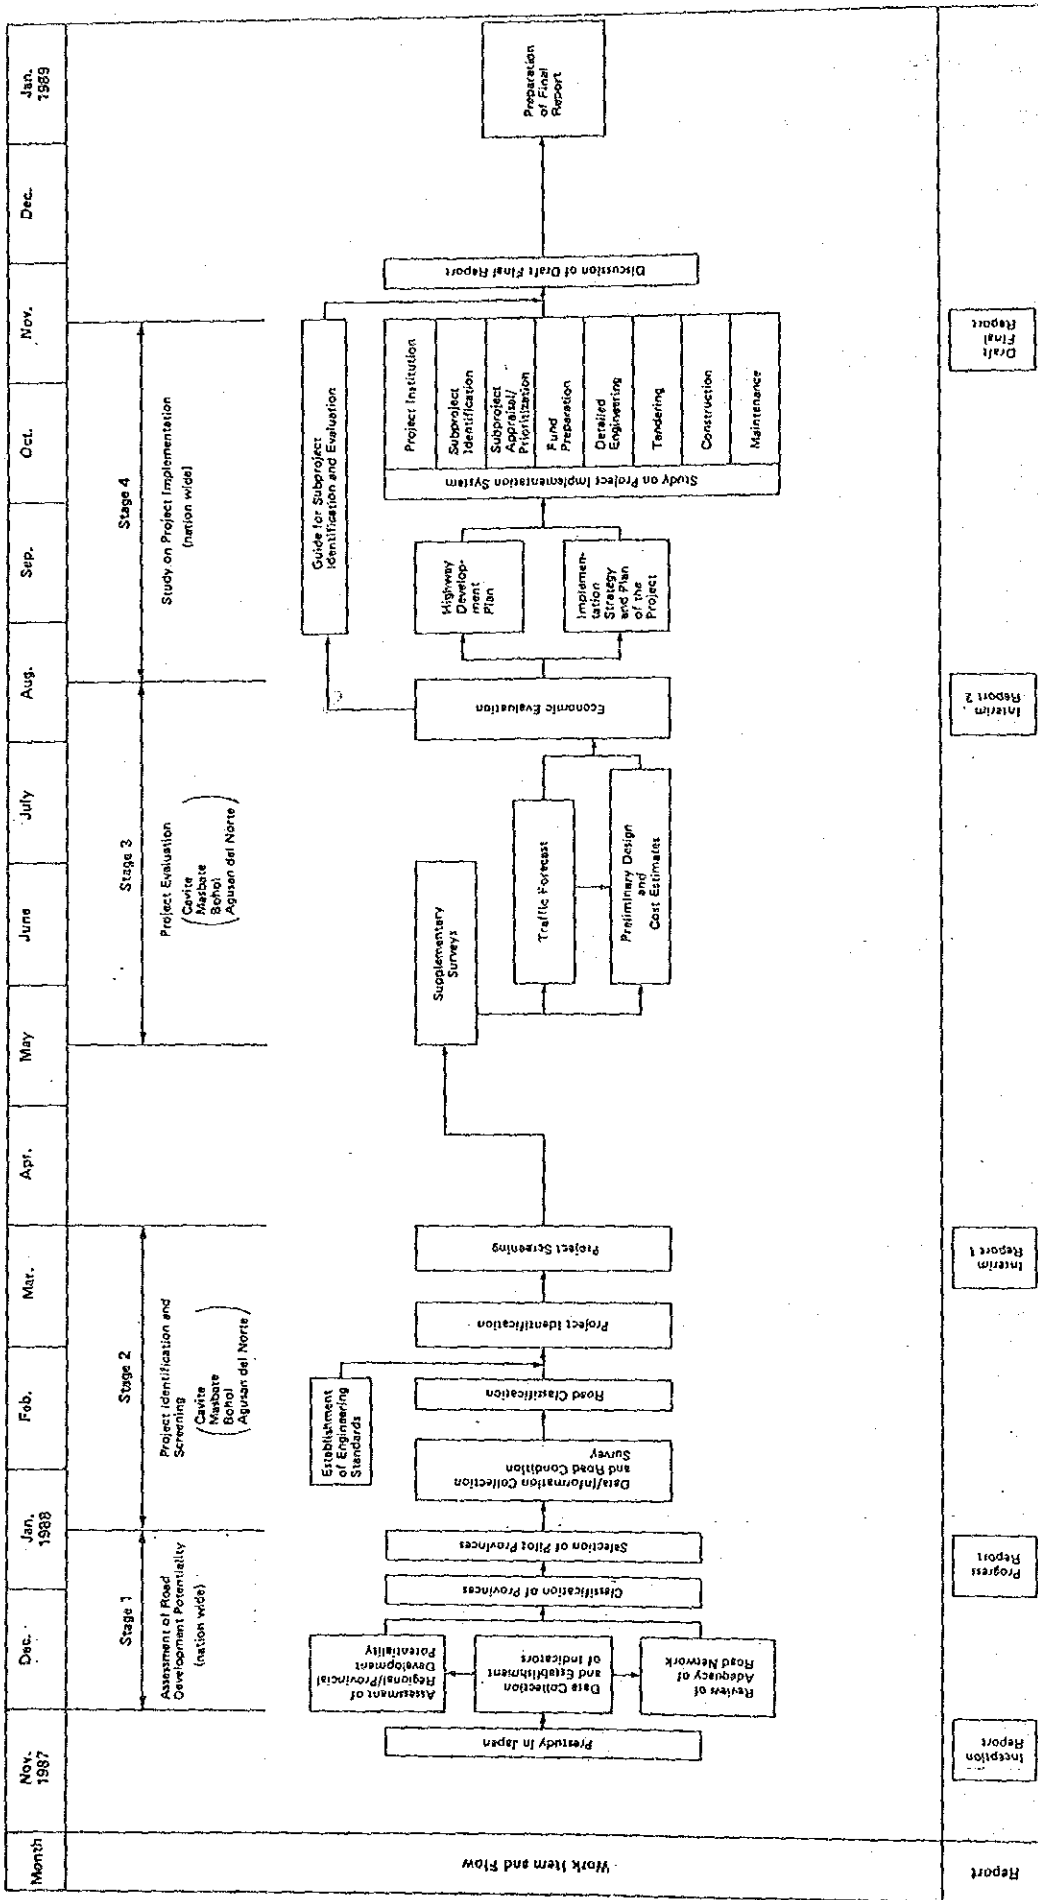 Month
Nov.
1987
Dec.
Jan.
1988
Feb.
Mar.
Apr.
May
June
July
Aug.
Sep.
Oct.
Nov.
Dec.
Jan.
1989
Work Item and Flow
Stage 1
Assessment of Road
Development Potentiality
(nation wide)
Stage 2
Project Identification and
Screening
Cavite
Masbate
Bohol
Agusan del Norte
Stage 3
Project Evaluation
Cavite
Masbate
Bohol
Agusan del Norte
Stage 4
Study on Project Implementation
(nation wide)
Prestudy in Japan
Assessment of
Regional/Provincial
Development
Potentiality
Data Collection
and Establishment
of Indicators
Review of
Adequacy of
Road Network
Classification of Provinces
Selection of Pilot Provinces
Data/Information Collection
and Road Condition
Survey
Establishment
of Engineering
Standards
Road Classification
Project Identification
Project Screening
Supplementary
Surveys
Traffic Forecast
Preliminary Design
and
Cost Estimates
Economic Evaluation
Guide for Subproject
Identification and Evaluation
Highway
Develop-
ment
Plan
Implemen-
tation
Strategy
and Plan
of the
Project
Study on Project Implementation System
Project Institution
Subproject
Identification
Subproject
Appraisal/
Prioritization
Fund
Preparation
Detailed
Engineering
Tendering
Construction
Maintenance
Discussion of Draft Final Report
Preparation
of Final
Report
Report
Inception
Report
Progress
Report
Interim
Report 1
Interim
Report 2
Draft
Final
Report